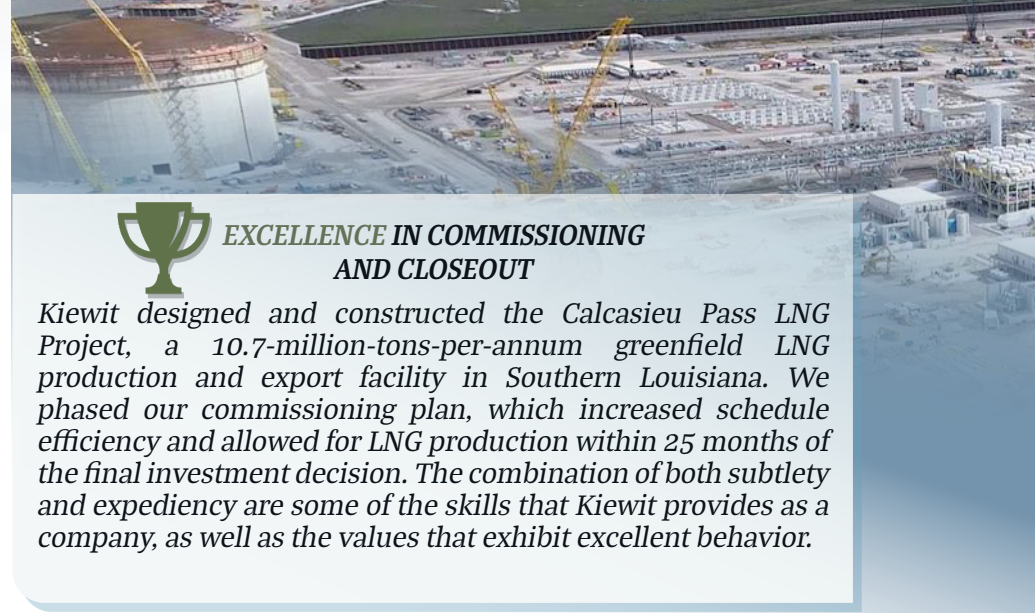 EXCELLENCE IN COMMISSIONING
AND CLOSEOUT
Kiewit designed and constructed the Calcasieu Pass LNG
Project, a 10.7-million-tons-per-annum greenfield LNG
production and export facility in Southern Louisiana. We
phased our commissioning plan, which increased schedule
efficiency and allowed for LNG production within 25 months of
the final investment decision. The combination of both subtlety
and expediency are some of the skills that Kiewit provides as a
company, as well as the values that exhibit excellent behavior.